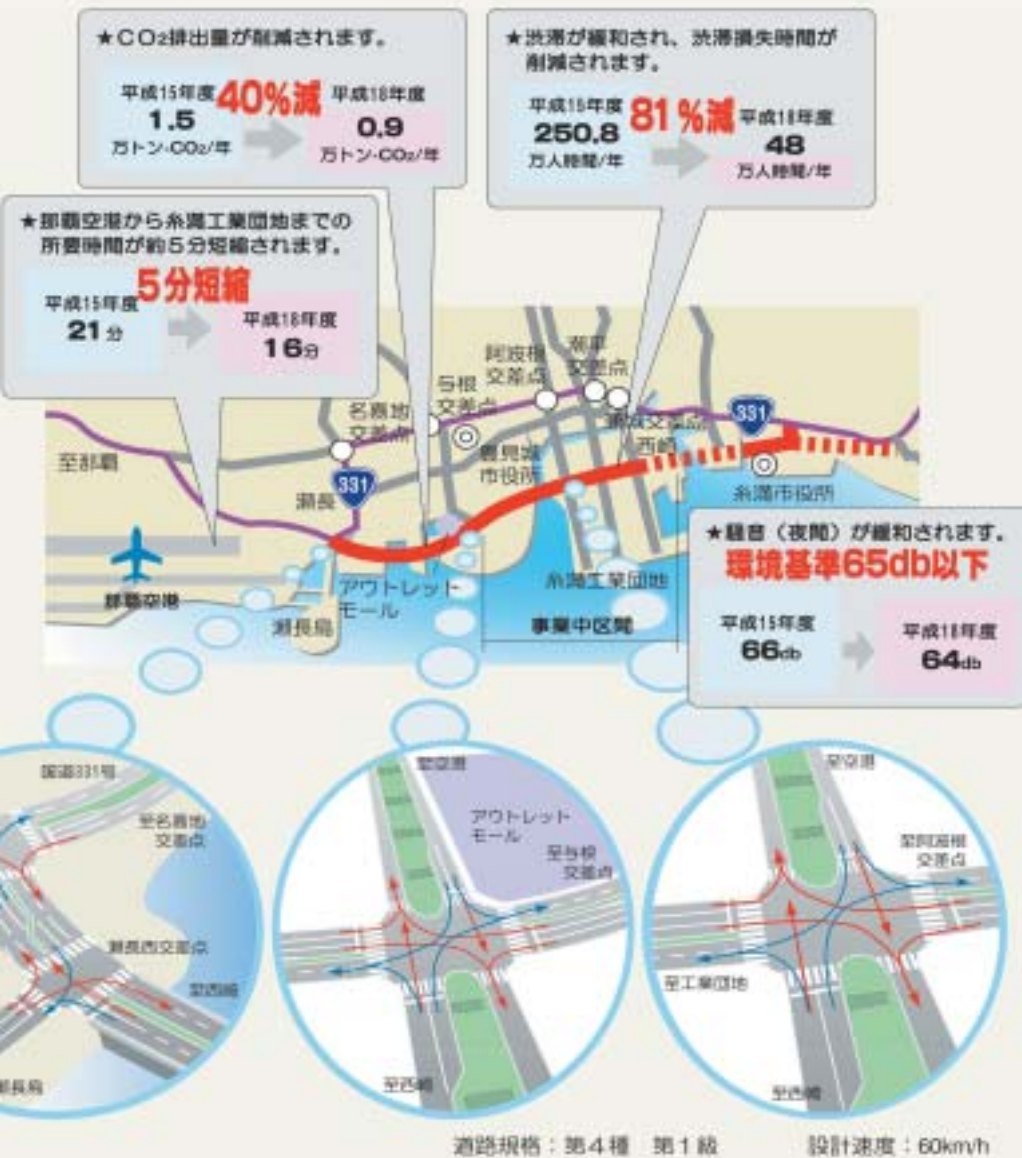 ★CO2排出量が削減されます。
平成15年度
1.5
万トン-CO2/年
40%減
平成18年度
0.9
万トン-CO2/年
★渋滞が緩和され、渋滞損失時間が
削減されます。
平成15年度
250.8
万人時間/年
81%減
平成18年度
48
万人時間/年
★那覇空港から糸満工業団地までの
所要時間が約5分短縮されます。
5分短縮
平成15年度
21分
平成18年度
16分
阿波根
交差点
潮平
交差点
与根
交差点
名嘉地
交差点
交差点
西崎
331
豊見城
市役所
至那覇
331
瀬長
糸満市役所
那覇空港
アウトレット
モール
瀬長島
糸満工業団地
事業中区間
★騒音(夜間)が緩和されます。
環境基準65db以下
平成15年度
66db
平成18年度
64db
国道331号
至名嘉地
交差点
瀬長西交差点
至西崎
瀬長島
至空港
アウトレット
モール
至与根
交差点
至西崎
至空港
至阿波根
交差点
至工業団地
至西崎
道路規格:第4種 第1級
設計速度:60km/h